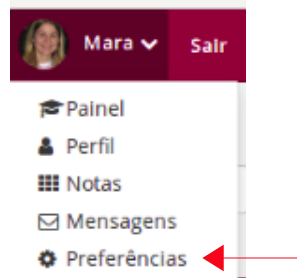 Mara Sair
Painel
Perfil
Notas
Mensagens
Preferências